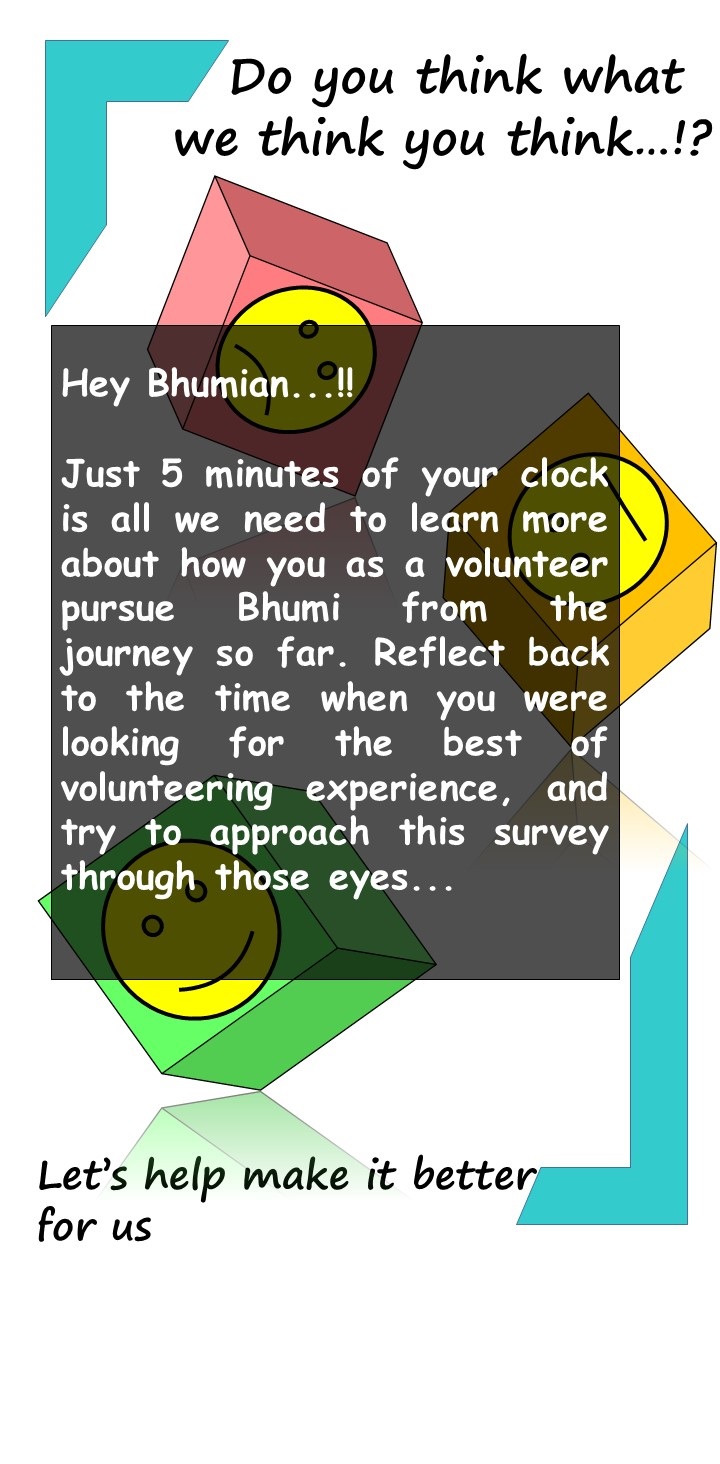 Do you think what
we think you think...!?
Hey Bhumian...!!
Just 5 minutes of your clock
is all we need to learn more
about how you as a volunteer
pursue Bhumi from the
journey so far. Reflect back
to the time when you were
looking for the best of
volunteering experience, and
try to approach this survey
through those eyes...
Let’s help make it better
for us